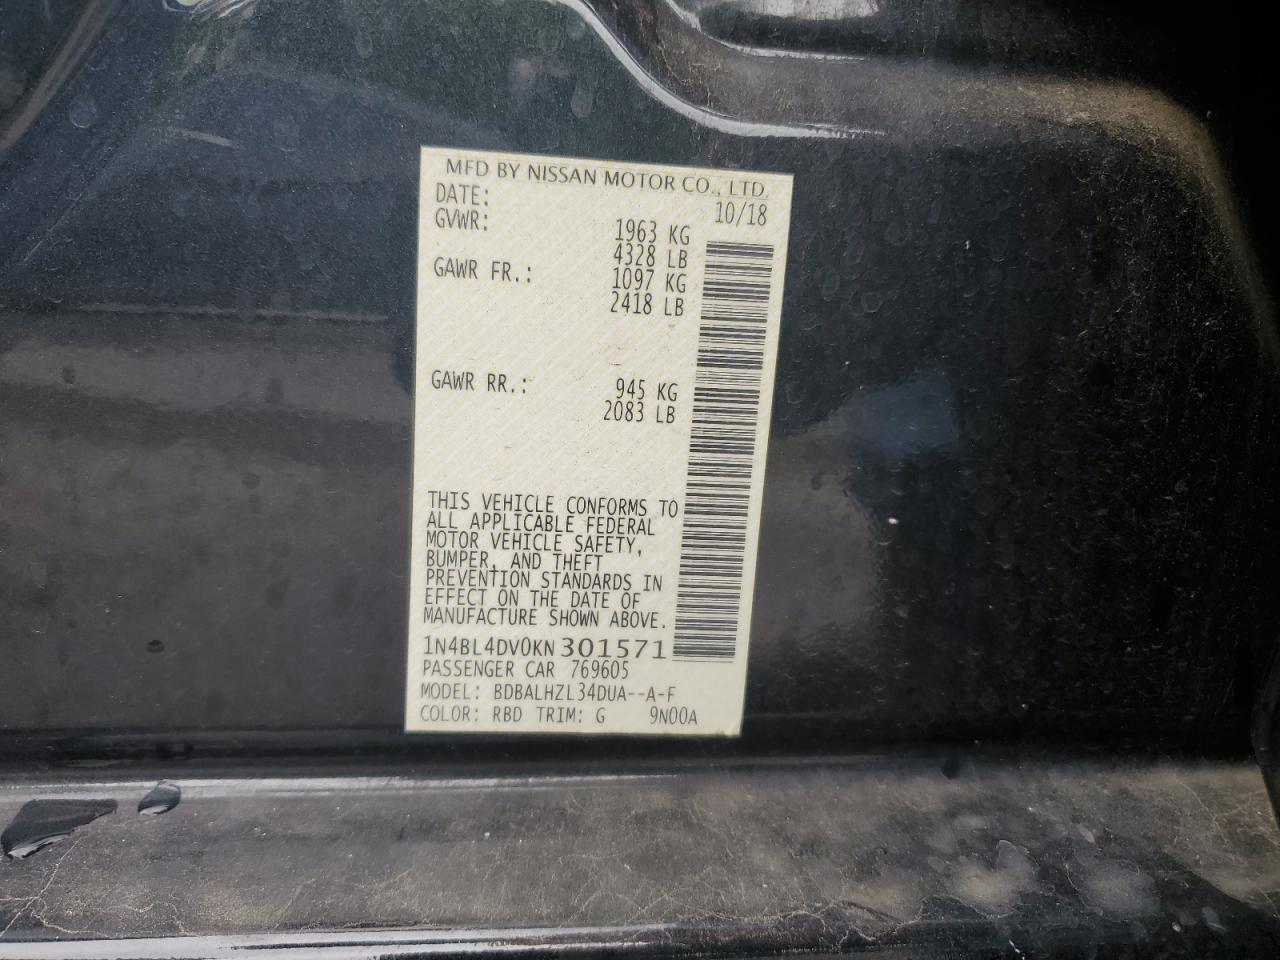 MFD BY NISSAN MOTOR CO., LTD.
DATE: 10/18
GVWR: 1963 KG
4328 LB
GAWR FR.: 1097 KG
2418 LB
GAWR RR.: 945 KG
2083 LB
THIS VEHICLE CONFORMS TO
ALL APPLICABLE FEDERAL
MOTOR VEHICLE SAFETY,
BUMPER, AND THEFT
PREVENTION STANDARDS IN
EFFECT ON THE DATE OF
MANUFACTURE SHOWN ABOVE.
1N4BL4DV0KN301571
PASSENGER CAR 769605
MODEL: BDBALHZL34DUA--A-F
COLOR: RBD TRIM: G 9N00A